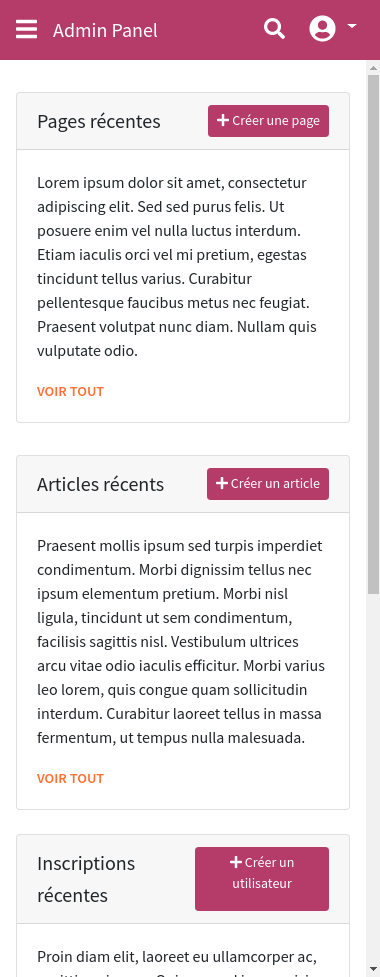 Admin Panel
Pages récentes
Créer une page
Lorem ipsum dolor sit amet, consectetur
adipiscing elit. Sed sed purus felis. Ut
posuere enim vel nulla luctus interdum.
Etiam iaculis orci vel mi pretium, egestas
tincidunt tellus varius. Curabitur
pellentesque faucibus metus nec feugiat.
Praesent volutpat nunc diam. Nullam quis
vulputate odio.
VOIR TOUT
Articles récents
Créer un article
Praesent mollis ipsum sed turpis imperdiet
condimentum. Morbi dignissim tellus nec
ipsum elementum pretium. Morbi nisl
ligula, tincidunt ut sem condimentum,
facilisis sagittis nisl. Vestibulum ultrices
arcu vitae odio iaculis efficitur. Morbi varius
leo lorem, quis congue quam sollicitudin
interdum. Curabitur laoreet tellus in massa
fermentum, ut tempus nulla malesuada.
VOIR TOUT
Inscriptions
récentes
Créer un
utilisateur
Proin diam elit, laoreet eu ullamcorper ac,